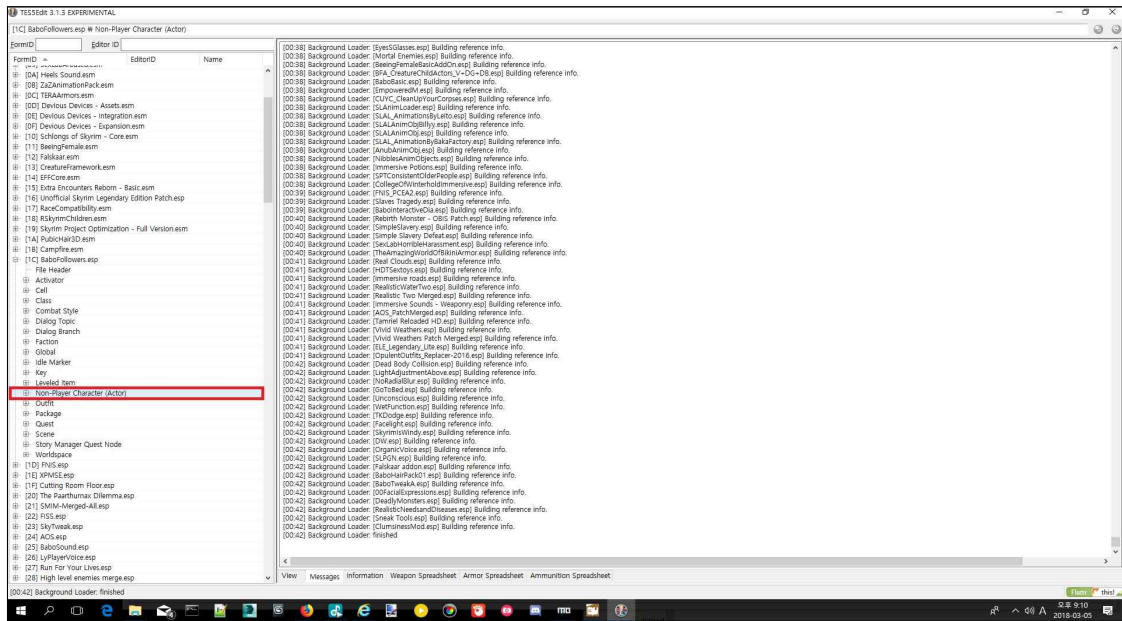 TES5Edit 3.1.3 EXPERIMENTAL
[1C] BaboFollowers.esp \ Non-Player Character (Actor)
FormID
Editor ID
FormID
EditorID
Name
[0A] Heels Sound.esm
[0B] ZaZAnimationPack.esm
[0C] TERAArmors.esm
[0D] Devious Devices - Assets.esm
[0E] Devious Devices - Integration.esm
[0F] Devious Devices - Expansion.esm
[10] Schlongs of Skyrim - Core.esm
[11] BeeingFemale.esm
[12] Falskaar.esm
[13] CreatureFramework.esm
[14] EFFCore.esm
[15] Extra Encounters Reborn - Basic.esm
[16] Unofficial Skyrim Legendary Edition Patch.esp
[17] RaceCompatibility.esm
[18] RSkyrimChildren.esm
[19] Skyrim Project Optimization - Full Version.esm
[1A] PubicHair3D.esm
[1B] Campfire.esm
[1C] BaboFollowers.esp
File Header
Activator
Cell
Class
Combat Style
Dialog Topic
Dialog Branch
Faction
Global
Idle Marker
Key
Leveled Item
Non-Player Character (Actor)
Outfit
Package
Quest
Scene
Story Manager Quest Node
Worldspace
[1D] FNIS.esp
[1E] XPMSE.esp
[1F] Cutting Room Floor.esp
[20] The Paarthurnax Dilemma.esp
[21] SMIM-Merged-All.esp
[22] FISS.esp
[23] SkyTweak.esp
[24] AOS.esp
[25] BaboSound.esp
[26] LyPlayerVoice.esp
[27] Run For Your Lives.esp
[28] High level enemies merge.esp
[00:38] Background Loader: [EyesSGlasses.esp] Building reference info.
[00:38] Background Loader: [Mortal Enemies.esp] Building reference info.
[00:38] Background Loader: [BeeingFemaleBasicAddOn.esp] Building reference info.
[00:38] Background Loader: [BFA_CreatureChildActors_V+DG+DB.esp] Building reference info.
[00:38] Background Loader: [BaboBasic.esp] Building reference info.
[00:38] Background Loader: [EmpoweredM.esp] Building reference info.
[00:38] Background Loader: [CUYC_CleanUpYourCorpses.esp] Building reference info.
[00:38] Background Loader: [SLAnimLoader.esp] Building reference info.
[00:38] Background Loader: [SLAL_AnimationsByLeito.esp] Building reference info.
[00:38] Background Loader: [SLALAnimObjBillyy.esp] Building reference info.
[00:38] Background Loader: [SLALAnimObj.esp] Building reference info.
[00:38] Background Loader: [SLAL_AnimationByBakaFactory.esp] Building reference info.
[00:38] Background Loader: [AnubAnimObj.esp] Building reference info.
[00:38] Background Loader: [NibblesAnimObjects.esp] Building reference info.
[00:38] Background Loader: [Immersive Potions.esp] Building reference info.
[00:38] Background Loader: [SPTConsistentOlderPeople.esp] Building reference info.
[00:38] Background Loader: [CollegeOfWinterholdImmersive.esp] Building reference info.
[00:39] Background Loader: [FNIS_PCEA2.esp] Building reference info.
[00:39] Background Loader: [Slaves Tragedy.esp] Building reference info.
[00:39] Background Loader: [BaboInteractiveDia.esp] Building reference info.
[00:40] Background Loader: [Rebirth Monster - OBIS Patch.esp] Building reference info.
[00:40] Background Loader: [SimpleSlavery.esp] Building reference info.
[00:40] Background Loader: [Simple Slavery Defeat.esp] Building reference info.
[00:40] Background Loader: [SexLabHorribleHarassment.esp] Building reference info.
[00:40] Background Loader: [TheAmazingWorldOfBikiniArmor.esp] Building reference info.
[00:41] Background Loader: [Real Clouds.esp] Building reference info.
[00:41] Background Loader: [HDTSextoys.esp] Building reference info.
[00:41] Background Loader: [Immersive roads.esp] Building reference info.
[00:41] Background Loader: [RealisticWaterTwo.esp] Building reference info.
[00:41] Background Loader: [Realistic Two Merged.esp] Building reference info.
[00:41] Background Loader: [Immersive Sounds - Weaponry.esp] Building reference info.
[00:41] Background Loader: [AOS_PatchMerged.esp] Building reference info.
[00:41] Background Loader: [Tamriel Reloaded HD.esp] Building reference info.
[00:41] Background Loader: [Vivid Weathers.esp] Building reference info.
[00:41] Background Loader: [Vivid Weathers Patch Merged.esp] Building reference info.
[00:41] Background Loader: [ELE_Legendary_Lite.esp] Building reference info.
[00:41] Background Loader: [OpulentOutfits_Replacer-2016.esp] Building reference info.
[00:42] Background Loader: [Dead Body Collision.esp] Building reference info.
[00:42] Background Loader: [LightAdjustmentAbove.esp] Building reference info.
[00:42] Background Loader: [NoRadialBlur.esp] Building reference info.
[00:42] Background Loader: [GoToBed.esp] Building reference info.
[00:42] Background Loader: [Unconscious.esp] Building reference info.
[00:42] Background Loader: [WetFunction.esp] Building reference info.
[00:42] Background Loader: [TKDodge.esp] Building reference info.
[00:42] Background Loader: [Facelight.esp] Building reference info.
[00:42] Background Loader: [SkyrimIsWindy.esp] Building reference info.
[00:42] Background Loader: [DW.esp] Building reference info.
[00:42] Background Loader: [OrganicVoice.esp] Building reference info.
[00:42] Background Loader: [SLPGN.esp] Building reference info.
[00:42] Background Loader: [Falskaar addon.esp] Building reference info.
[00:42] Background Loader: [BaboHairPack01.esp] Building reference info.
[00:42] Background Loader: [BaboTweakA.esp] Building reference info.
[00:42] Background Loader: [00FacialExpressions.esp] Building reference info.
[00:42] Background Loader: [DeadlyMonsters.esp] Building reference info.
[00:42] Background Loader: [RealisticNeedsandDiseases.esp] Building reference info.
[00:42] Background Loader: [Sneak Tools.esp] Building reference info.
[00:42] Background Loader: [ClumsinessMod.esp] Building reference info.
[00:42] Background Loader: finished
View Messages Information Weapon Spreadsheet Armor Spreadsheet Ammunition Spreadsheet
[00:42] Background Loader: finished
Flattr this!
A
오후 9:10
2018-03-05